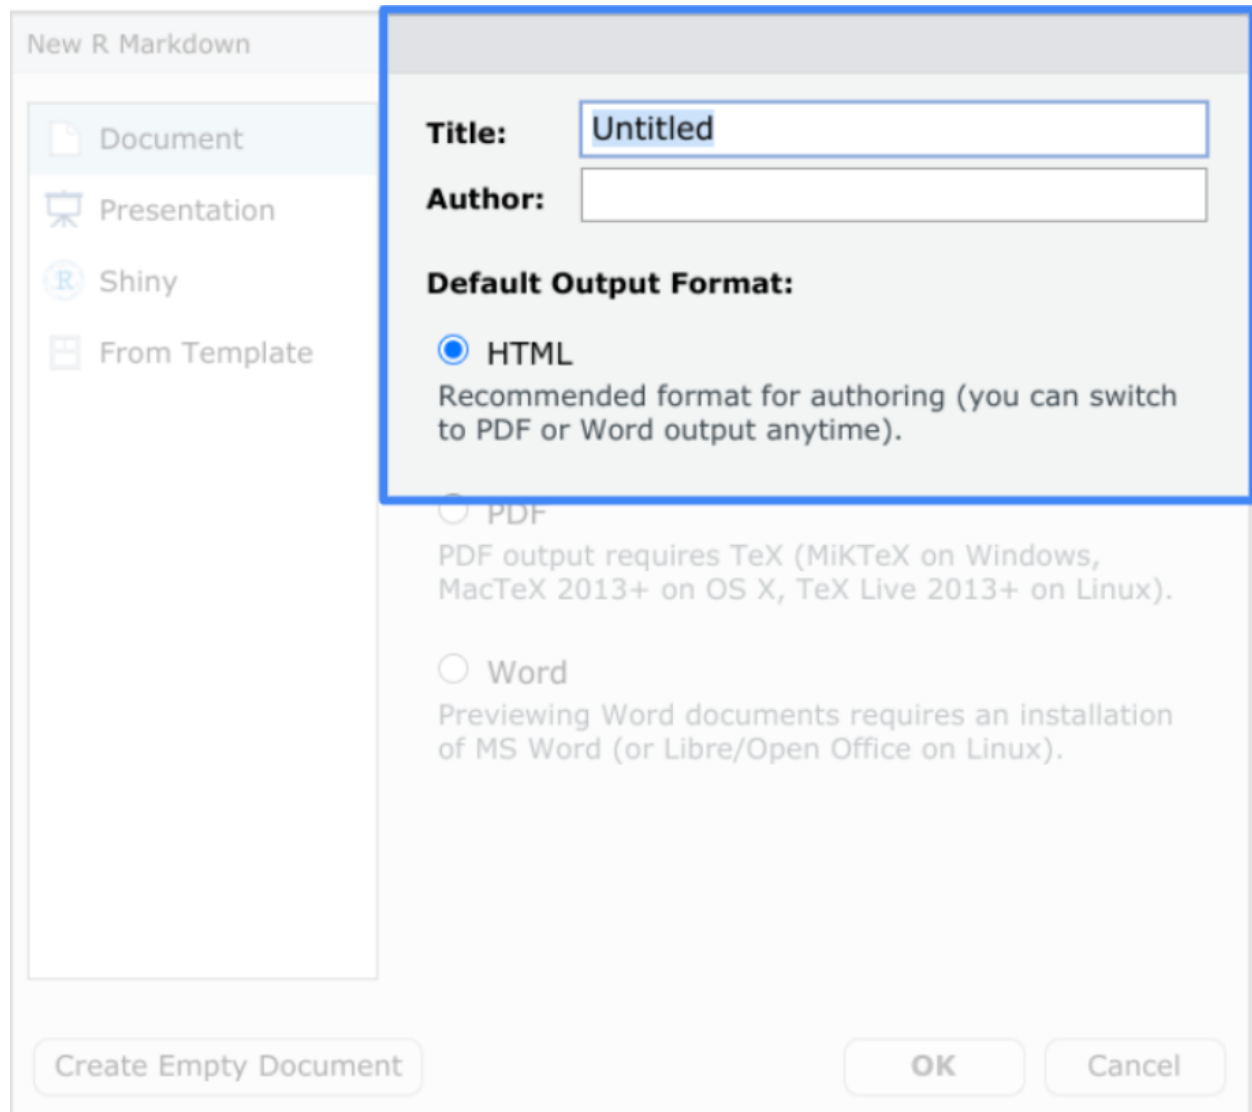 New R Markdown
Document
Presentation
R Shiny
From Template
Title: Untitled
Author:
Default Output Format:
HTML
Recommended format for authoring (you can switch
to PDF or Word output anytime).
PDF
PDF output requires TeX (MiKTeX on Windows,
MacTeX 2013+ on OS X, TeX Live 2013+ on Linux).
Word
Previewing Word documents requires an installation
of MS Word (or Libre/Open Office on Linux).
Create Empty Document
OK
Cancel